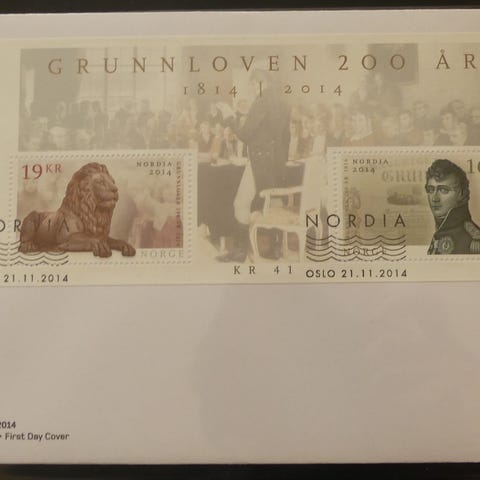 GRUNNLOVEN 200 ÅR
1814 | 2014
19 KR
NORDIA
2014
NORGE
NORDIA
21.11.2014
KR 41
NORDIA
2014
NORGE
NORDIA
OSLO 21.11.2014
2014
• First Day Cover